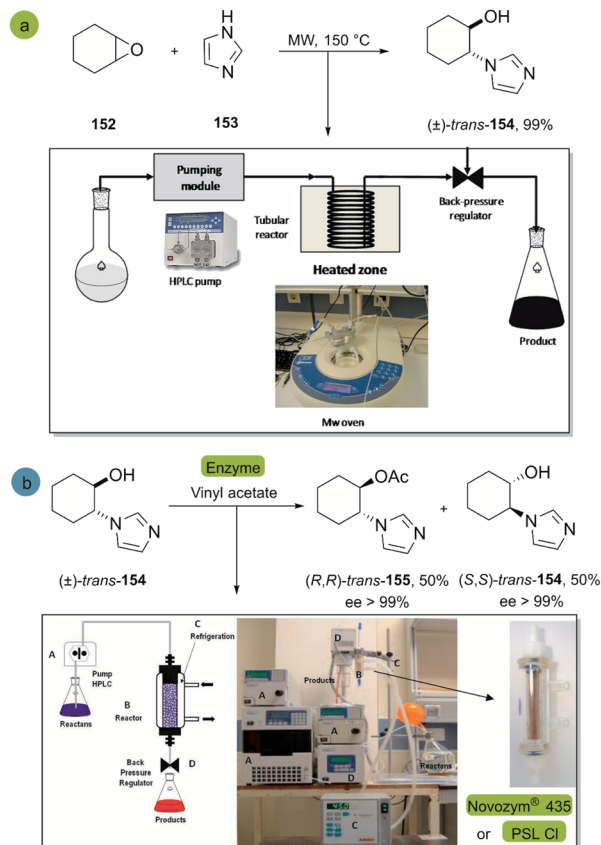 a
O
+
H
N
N
MW, 150 °C
OH
N
N
152
153
(±)-trans-154, 99%
Pumping
module
HPLC pump
Tubular
reactor
Heated zone
Back-pressure
regulator
Product
Mw oven
b
OH
N
N
Enzyme
Vinyl acetate
OAc
N
N
+
OH
N
N
(±)-trans-154
(R,R)-trans-155, 50%
ee > 99%
(S,S)-trans-154, 50%
ee > 99%
A
Pump
HPLC
Reactans
C
Refrigeration
B
Reactor
Back
Pressure
Regulator
D
Products
D
C
B
Products
A
A
A
D
Reactans
45.0
C
Novozym® 435
or PSL CI